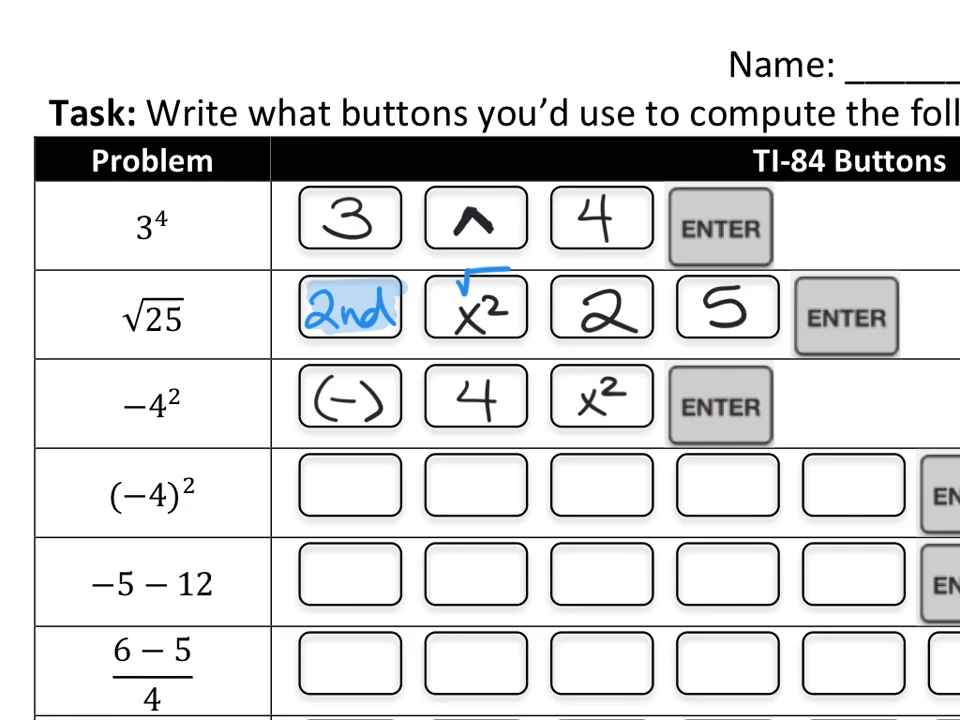 Name: ______
Task: Write what buttons you'd use to compute the foll
Problem TI-84 Buttons
3⁴ 3 ^ 4 ENTER
√25 2nd √ x² 2 5 ENTER
−4² (-) 4 x² ENTER
(−4)² EN
−5 − 12 EN
6 − 5
4